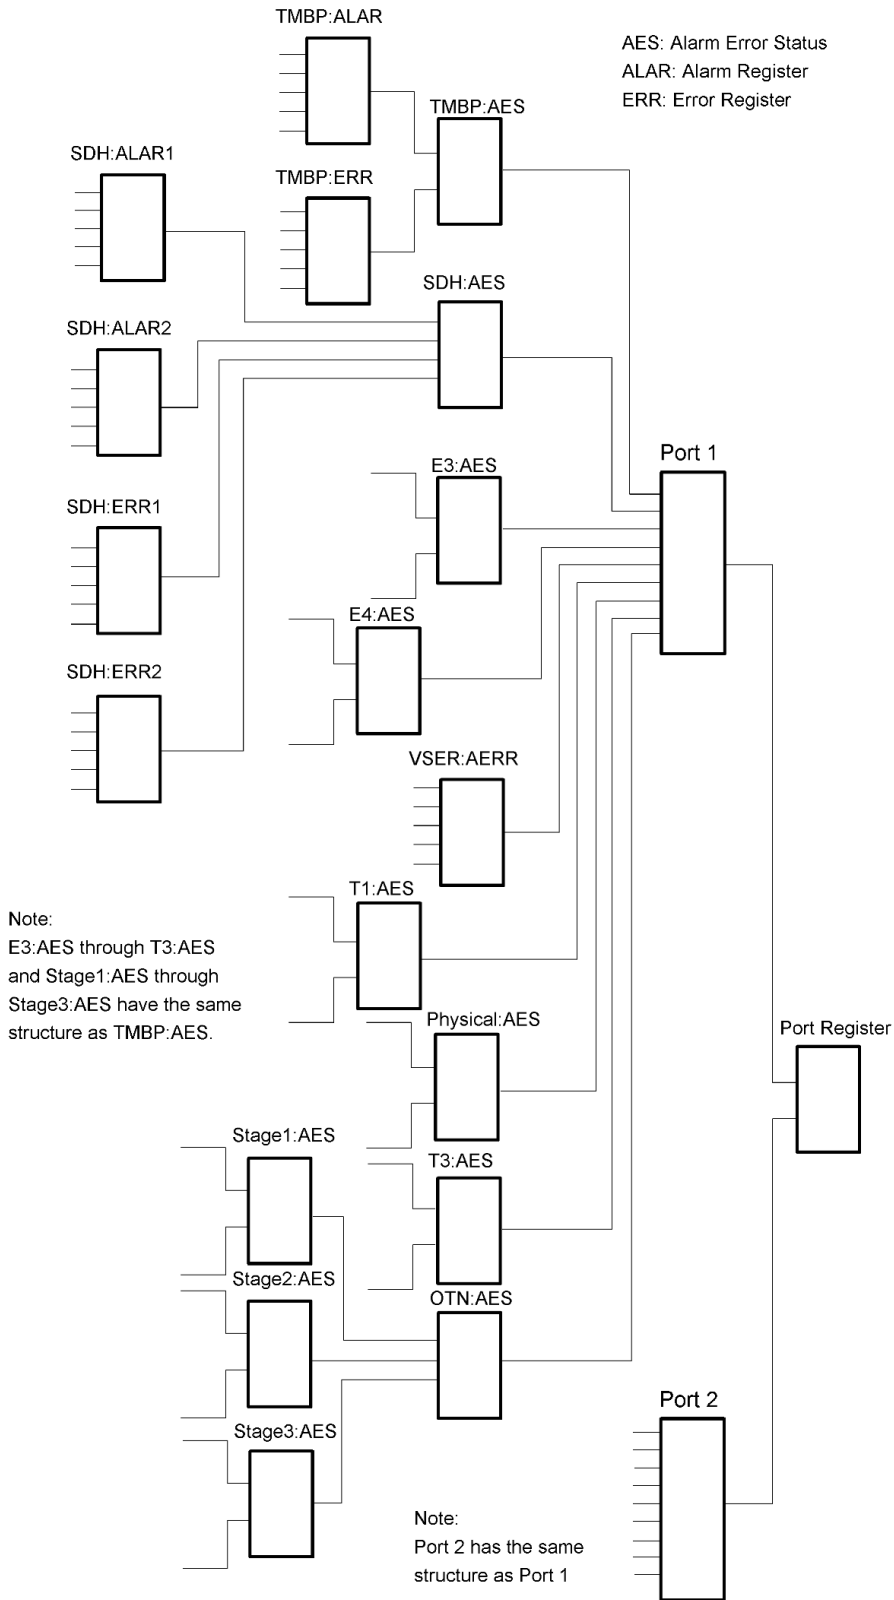 TMBP:ALAR
AES: Alarm Error Status
ALAR: Alarm Register
ERR: Error Register
TMBP:AES
SDH:ALAR1
TMBP:ERR
SDH:AES
SDH:ALAR2
Port 1
E3:AES
SDH:ERR1
E4:AES
SDH:ERR2
VSER:AERR
T1:AES
Note:
E3:AES through T3:AES
and Stage1:AES through
Stage3:AES have the same
structure as TMBP:AES.
Physical:AES
Port Register
Stage1:AES
T3:AES
Stage2:AES
OTN:AES
Port 2
Stage3:AES
Note:
Port 2 has the same
structure as Port 1